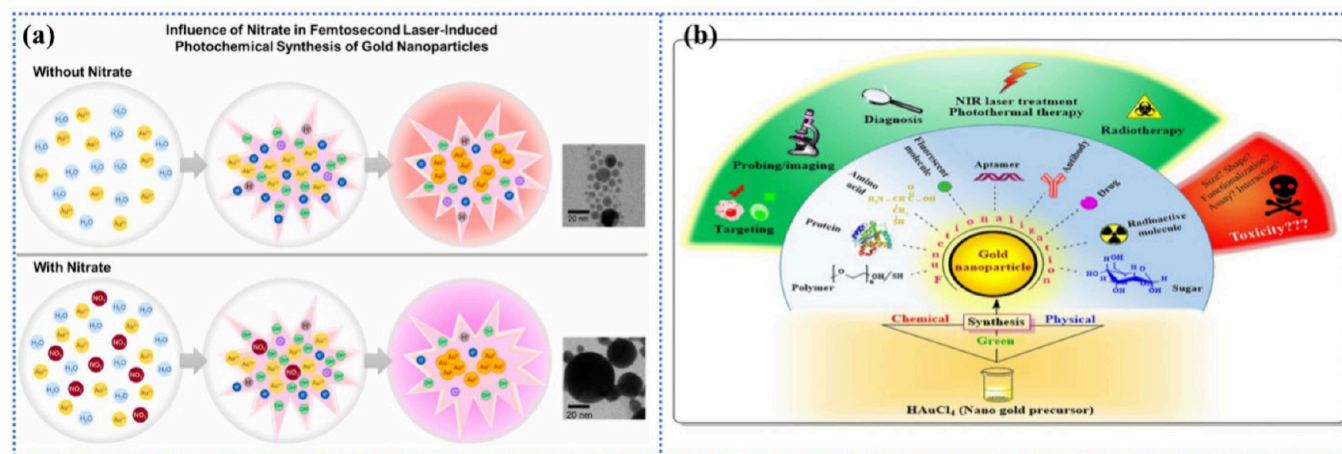 (a)
Influence of Nitrate in Femtosecond Laser-Induced
Photochemical Synthesis of Gold Nanoparticles
Without Nitrate
20 nm
With Nitrate
20 nm
(b)
NIR laser treatment
Photothermal therapy
Diagnosis
Radiotherapy
Probing/imaging
Targeting
Size? Shape?
Functionalization?
Assay? Interaction?
Toxicity???
Aptamer
Antibody
Fluorescent
molecule
Drug
Amino
acid
Protein
Radioactive
molecule
Polymer
OH/SH
Sugar
Functionalization
Gold
nanoparticle
Chemical
Synthesis
Physical
Green
HAuCl₄ (Nano gold precursor)